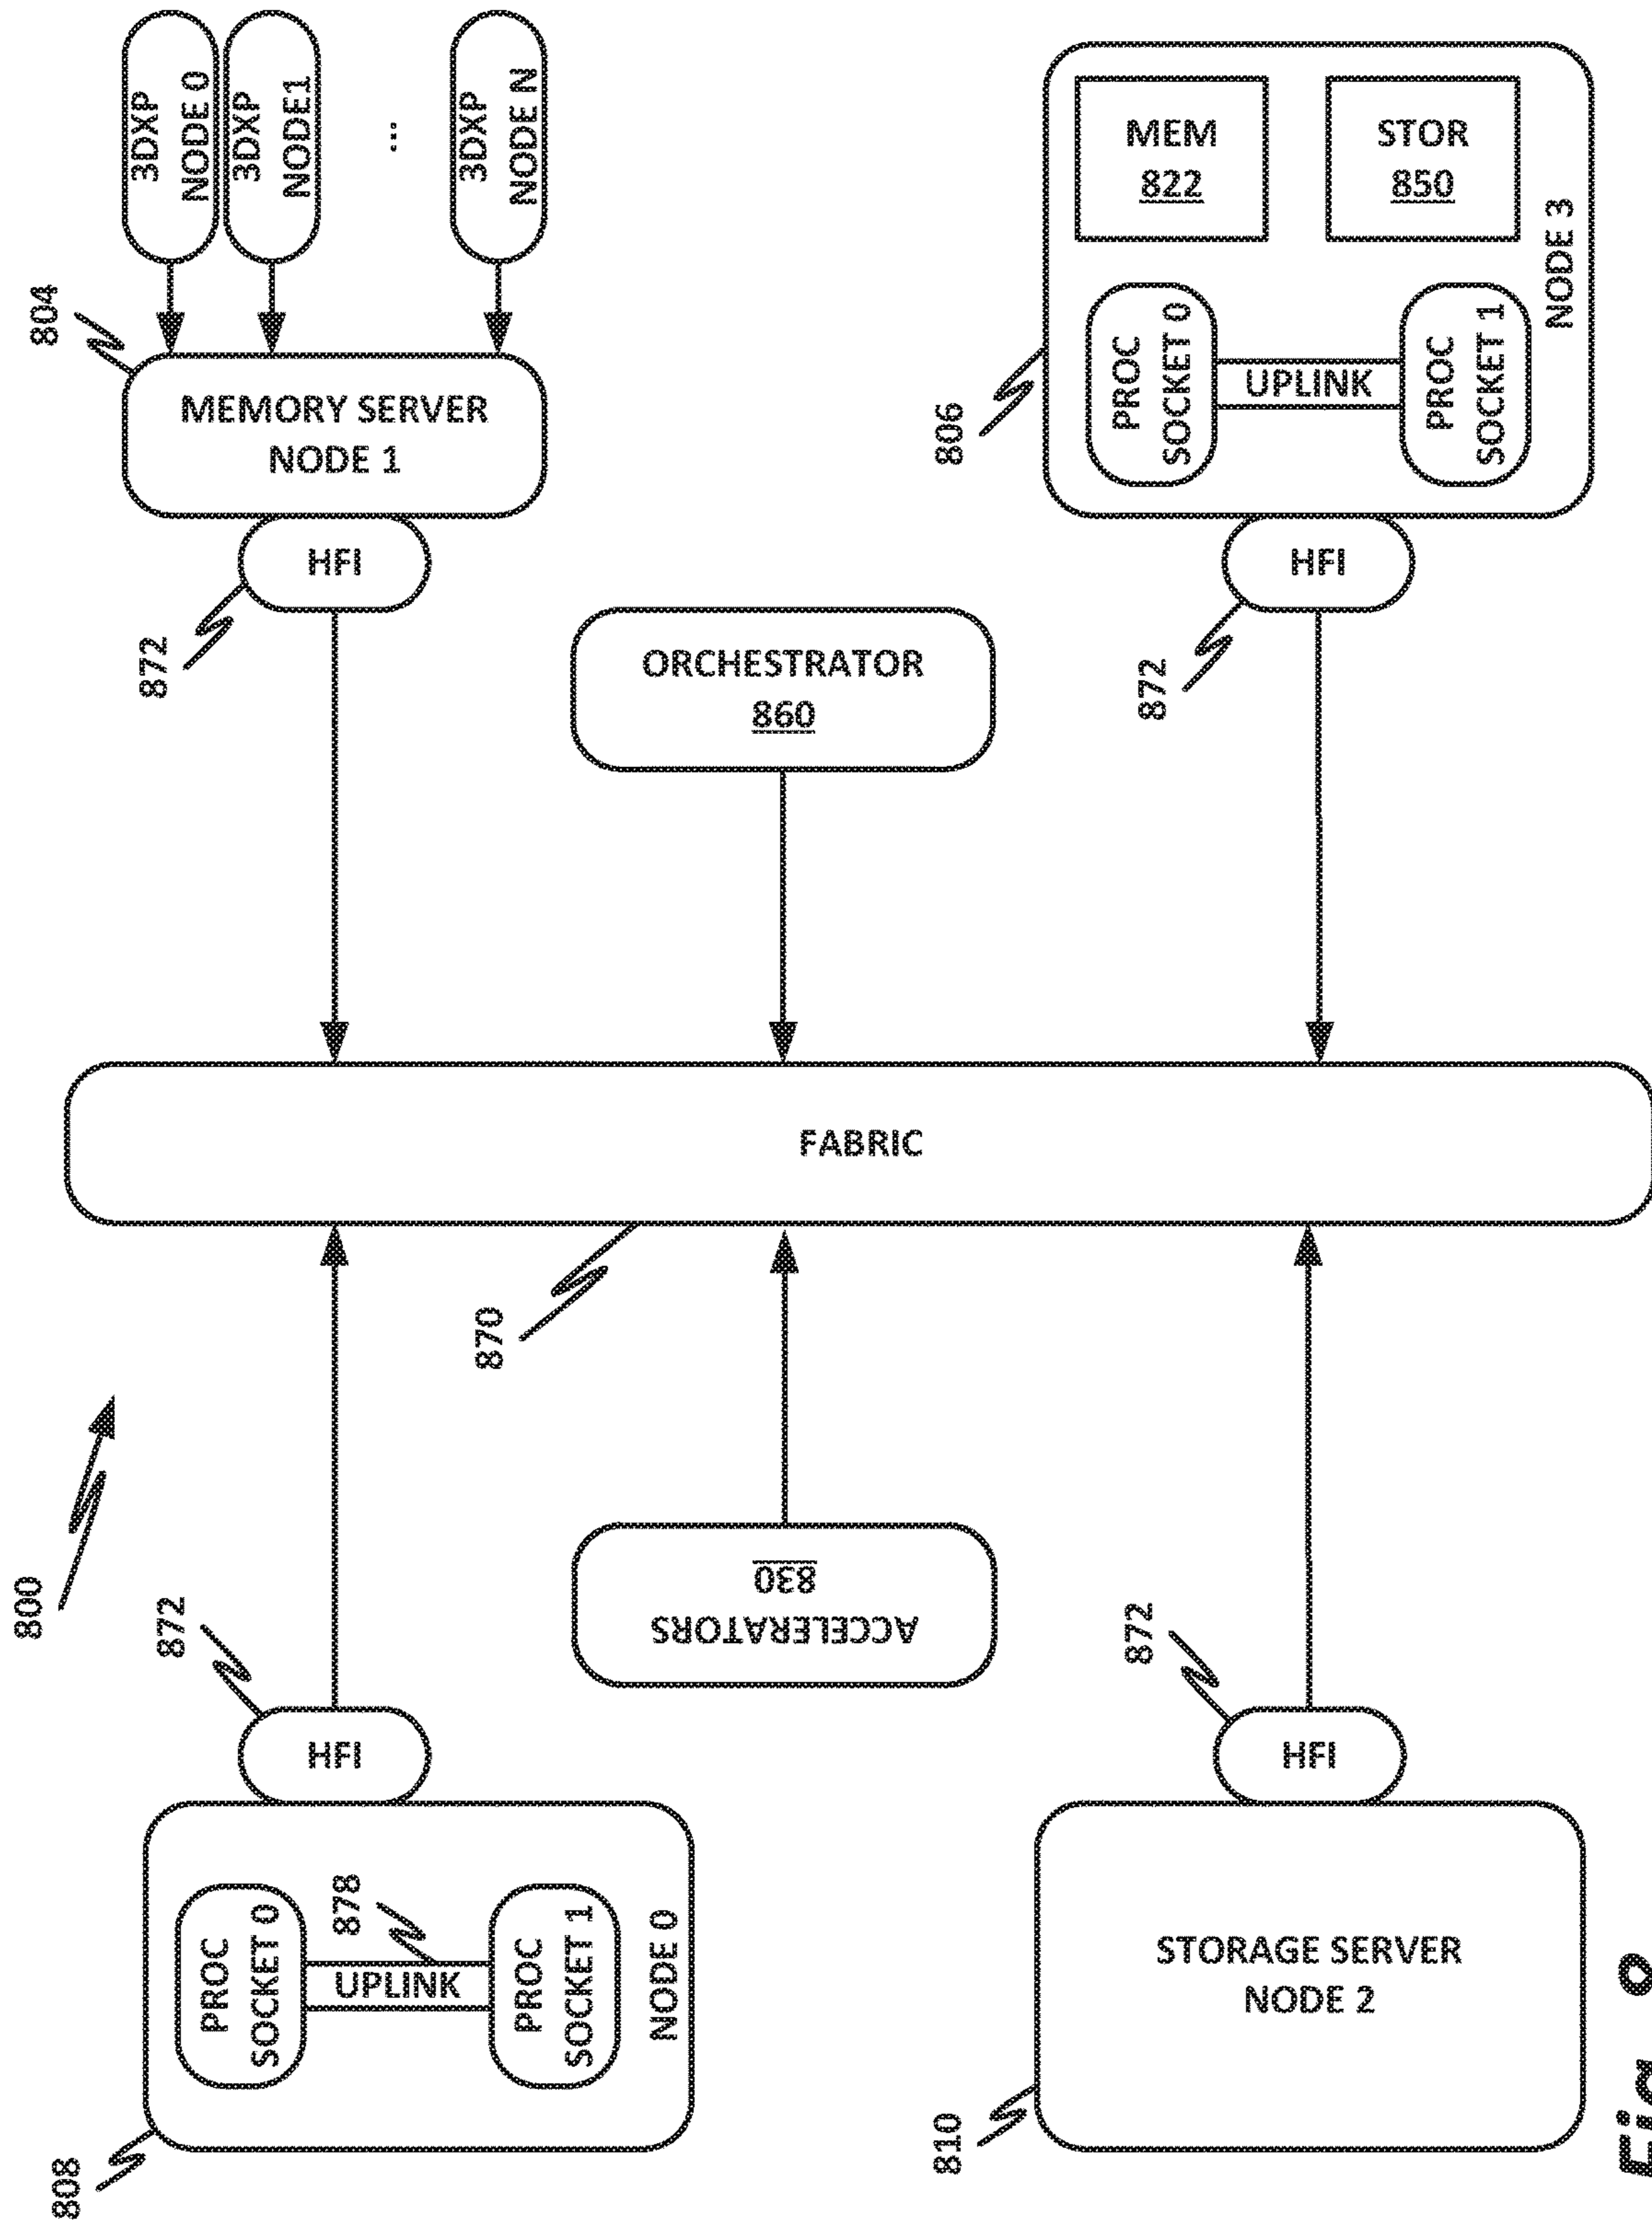 804
3DXP
NODE 0
3DXP
NODE1
...
3DXP
NODE N
MEMORY SERVER
NODE 1
HFI
872
806
PROC
SOCKET 0
UPLINK
PROC
SOCKET 1
MEM
822
STOR
850
NODE 3
HFI
872
ORCHESTRATOR
860
FABRIC
870
800
872
HFI
ACCELERATORS
830
808
PROC
SOCKET 0
878
UPLINK
PROC
SOCKET 1
NODE 0
872
HFI
810
STORAGE SERVER
NODE 2